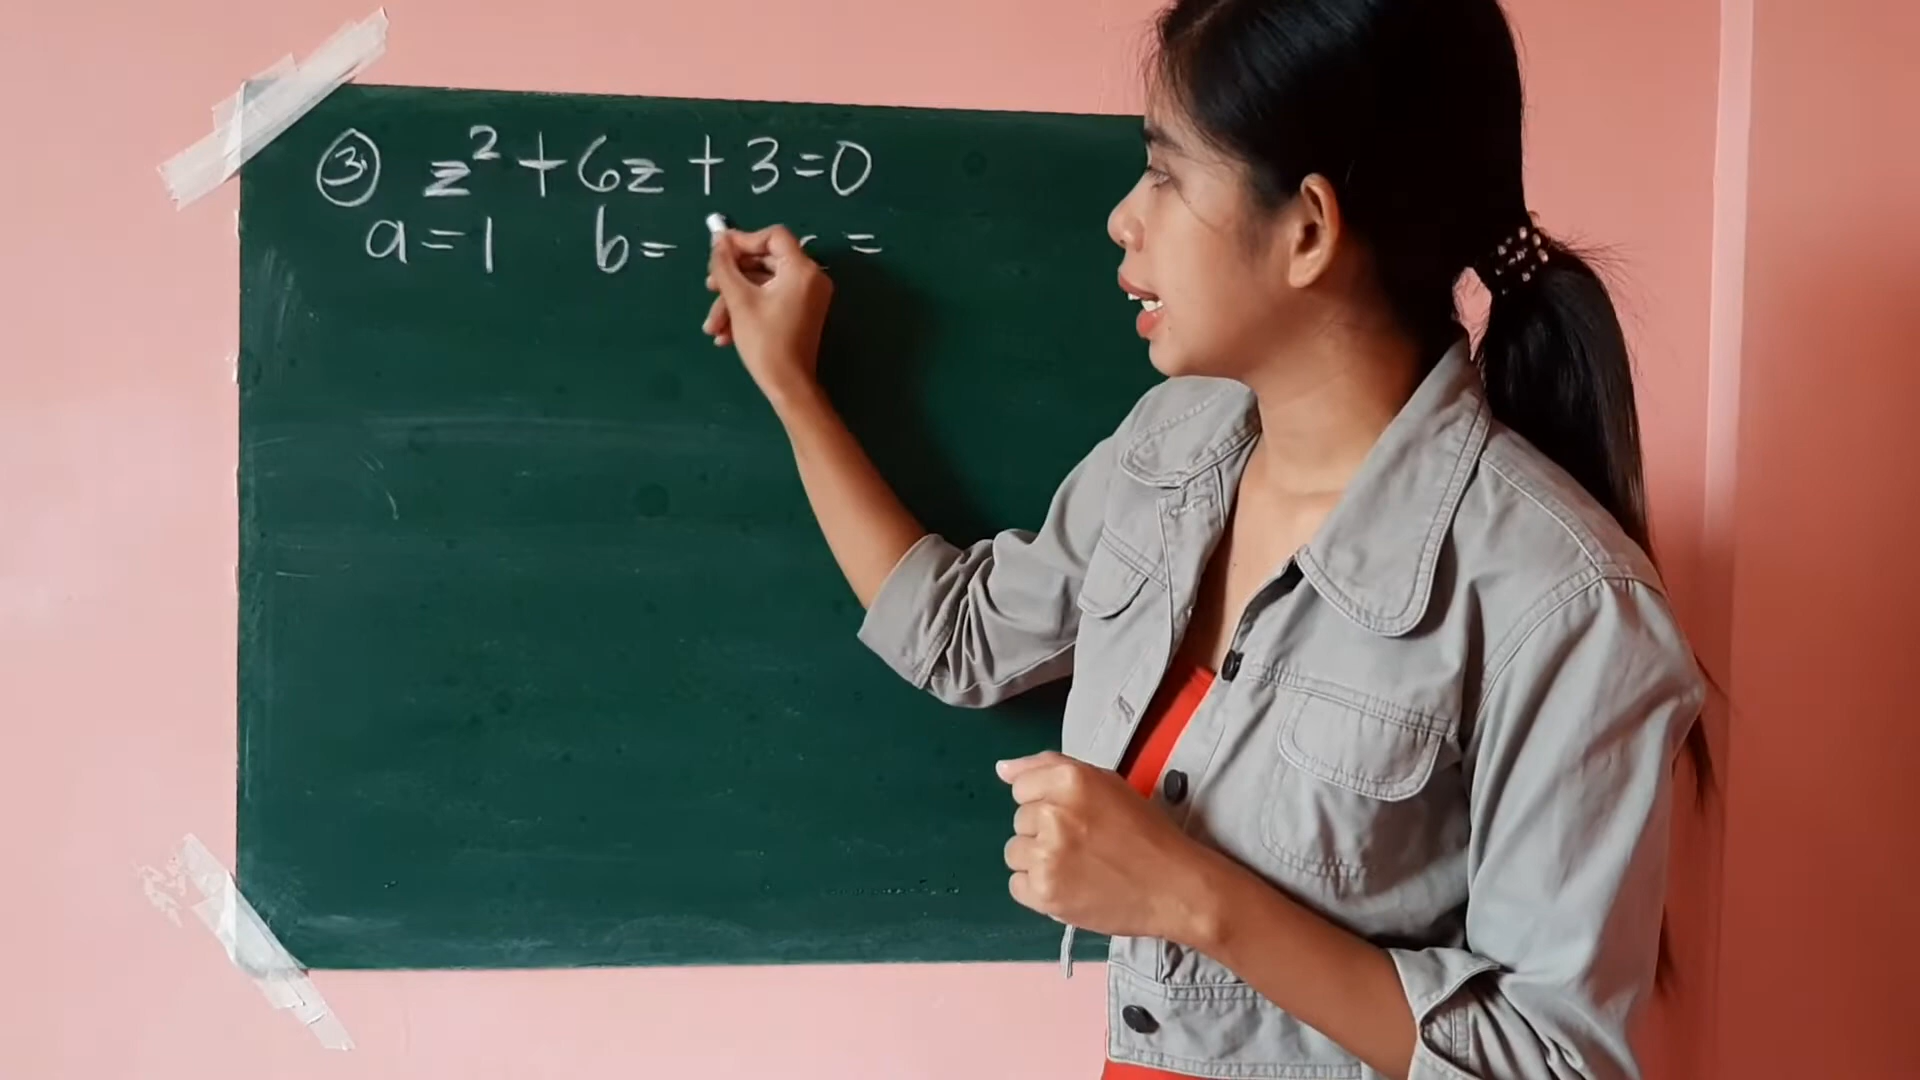 ③ z² + 6z + 3 = 0
a = 1 b = c =